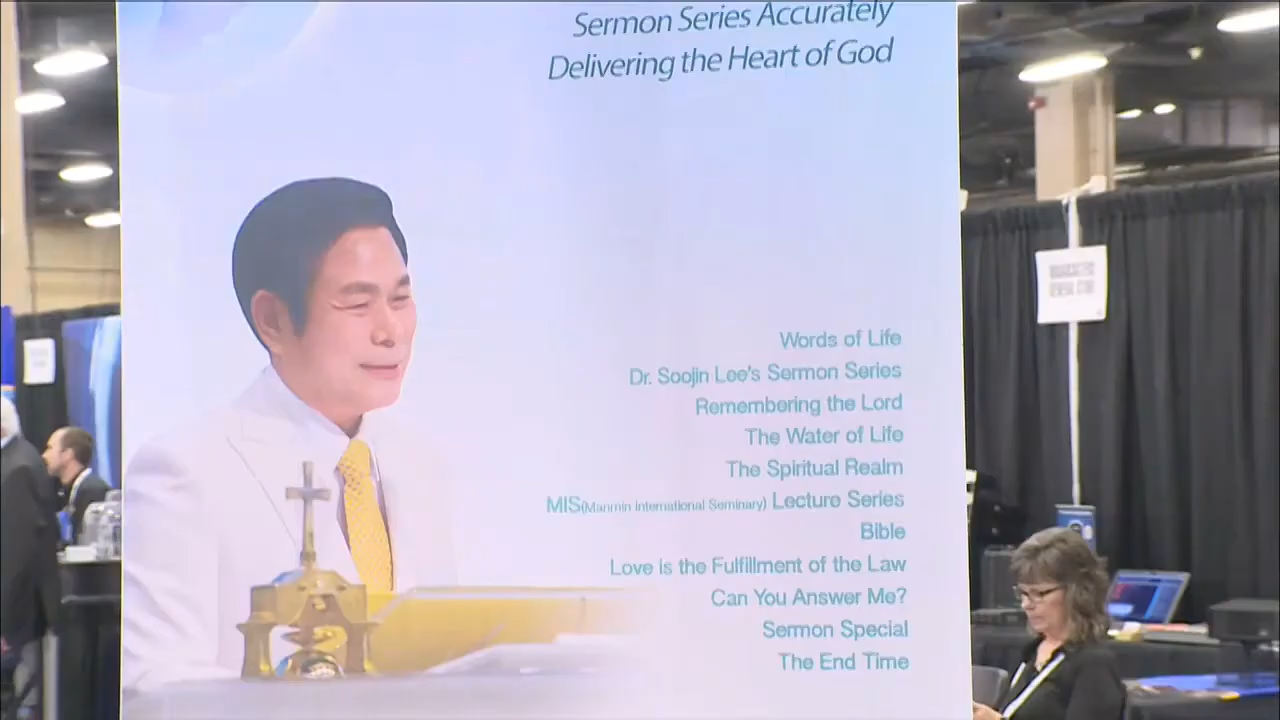 Sermon Series Accurately
Delivering the Heart of God
Words of Life
Dr. Soojin Lee's Sermon Series
Remembering the Lord
The Water of Life
The Spiritual Realm
MIS(Manmin International Seminary) Lecture Series
Bible
Love is the Fulfillment of the Law
Can You Answer Me?
Sermon Special
The End Time